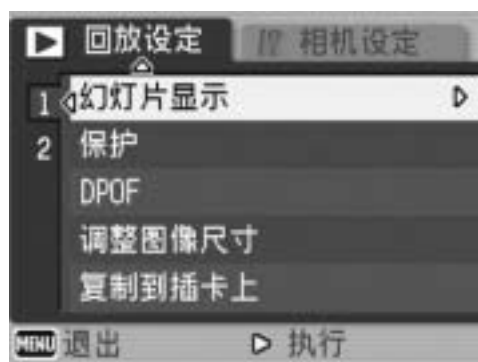 回放设定 相机设定
1 幻灯片显示
2 保护
DPOF
调整图像尺寸
复制到插卡上
MENU 退出 执行